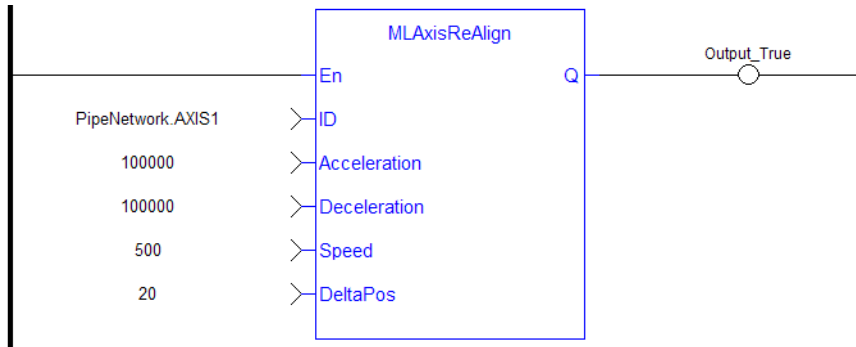 MLAxisReAlign
Output_True
En Q
PipeNetwork.AXIS1 ID
100000 Acceleration
100000 Deceleration
500 Speed
20 DeltaPos